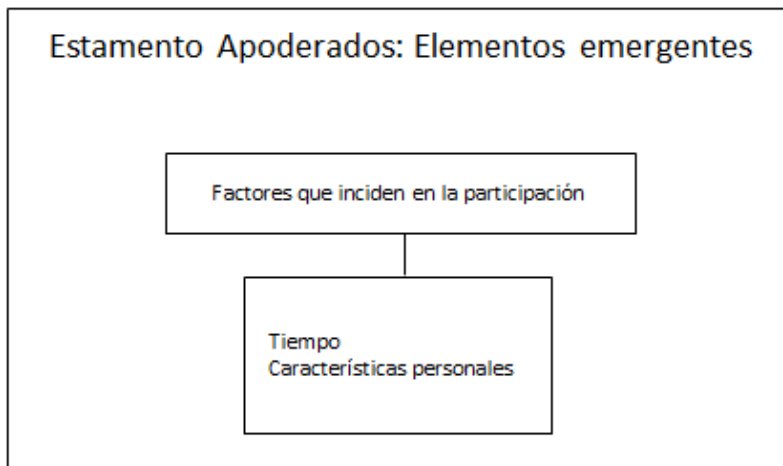 Estamento Apoderados: Elementos emergentes
Factores que inciden en la participación
Tiempo
Características personales